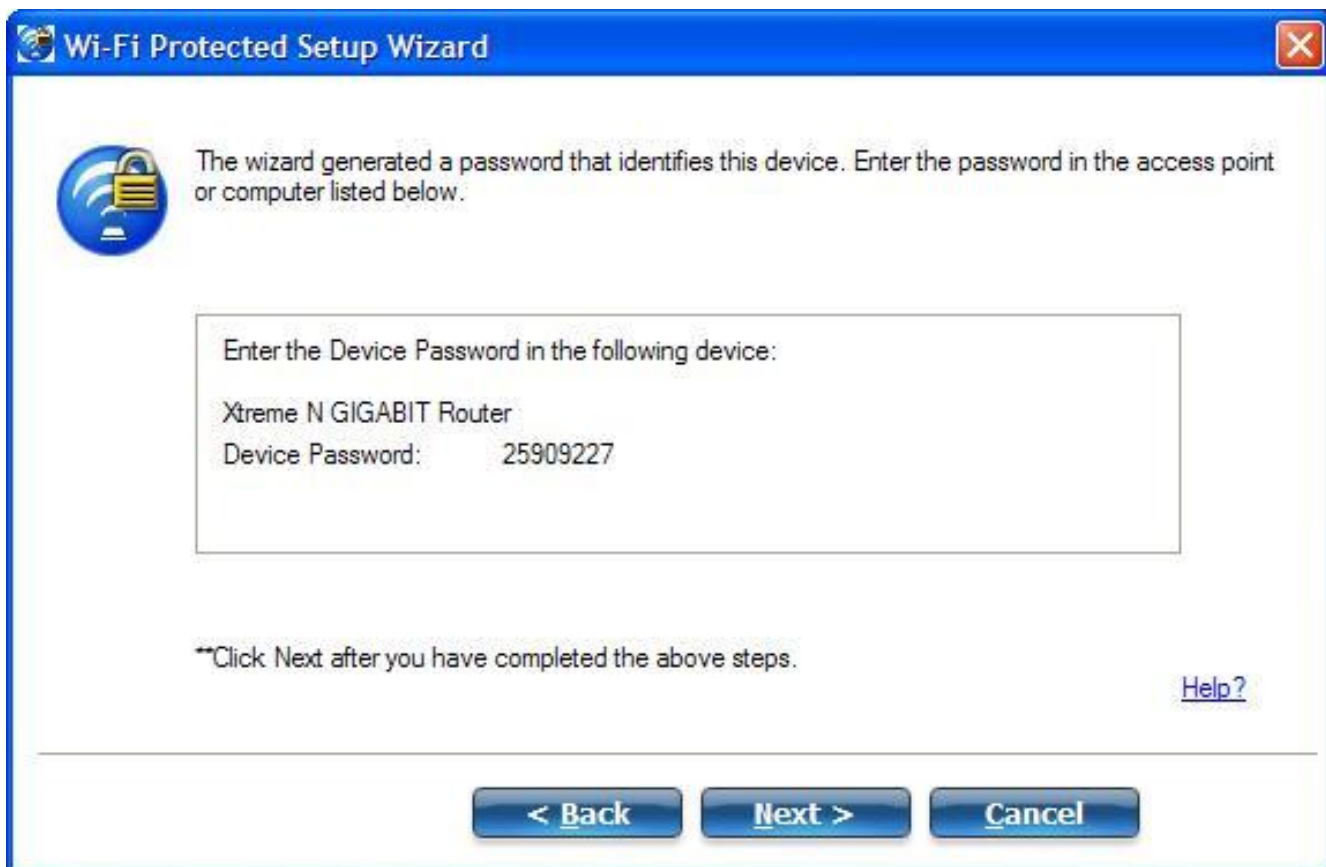 Wi-Fi Protected Setup Wizard
The wizard generated a password that identifies this device. Enter the password in the access point
or computer listed below.
Enter the Device Password in the following device:
Xtreme N GIGABIT Router
Device Password: 25909227
**Click Next after you have completed the above steps.
Help?
< Back Next > Cancel